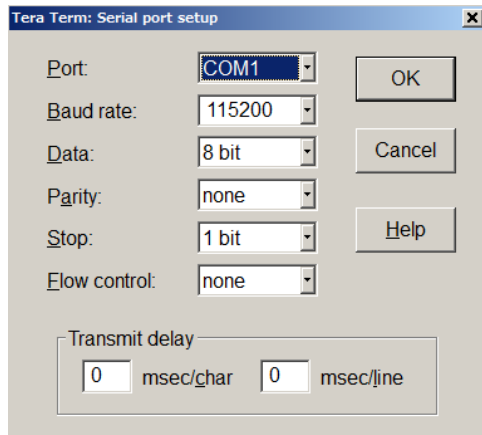 Tera Term: Serial port setup
Port: COM1
OK
Baud rate: 115200
Data: 8 bit
Cancel
Parity: none
Stop: 1 bit
Help
Flow control: none
Transmit delay
0 msec/char 0 msec/line